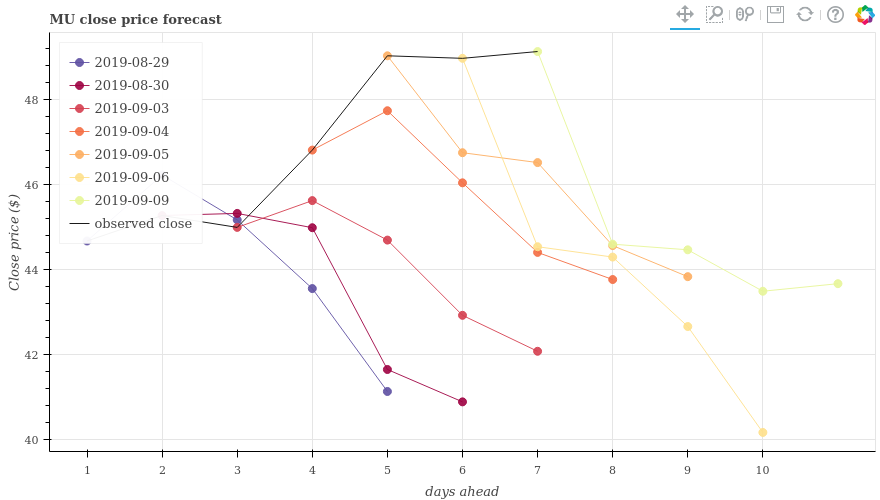 MU close price forecast
2019-08-29
2019-08-30
2019-09-03
2019-09-04
2019-09-05
2019-09-06
2019-09-09
observed close
Close price ($)
48
46
44
42
40
1 2 3 4 5 6 7 8 9 10
days ahead